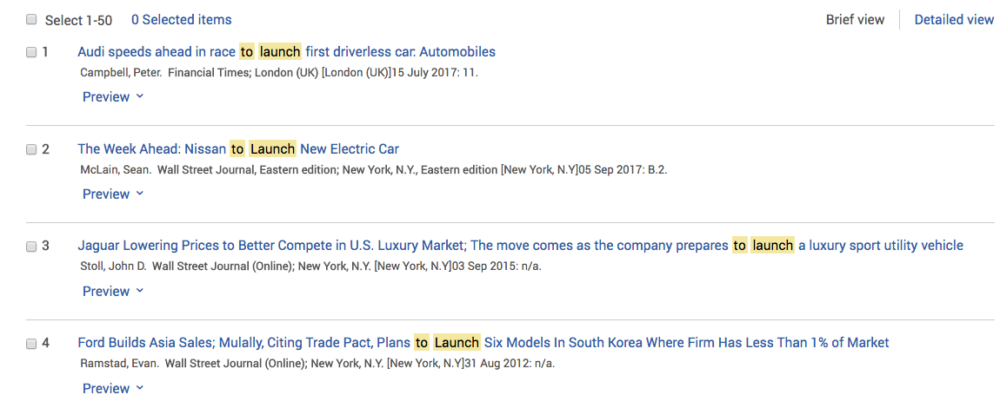 Select 1-50 0 Selected items Brief view Detailed view
1 Audi speeds ahead in race to launch first driverless car: Automobiles
Campbell, Peter. Financial Times; London (UK) [London (UK)]15 July 2017: 11.
Preview
2 The Week Ahead: Nissan to Launch New Electric Car
McLain, Sean. Wall Street Journal, Eastern edition; New York, N.Y., Eastern edition [New York, N.Y]05 Sep 2017: B.2.
Preview
3 Jaguar Lowering Prices to Better Compete in U.S. Luxury Market; The move comes as the company prepares to launch a luxury sport utility vehicle
Stoll, John D. Wall Street Journal (Online); New York, N.Y. [New York, N.Y]03 Sep 2015: n/a.
Preview
4 Ford Builds Asia Sales; Mulally, Citing Trade Pact, Plans to Launch Six Models In South Korea Where Firm Has Less Than 1% of Market
Ramstad, Evan. Wall Street Journal (Online); New York, N.Y. [New York, N.Y]31 Aug 2012: n/a.
Preview